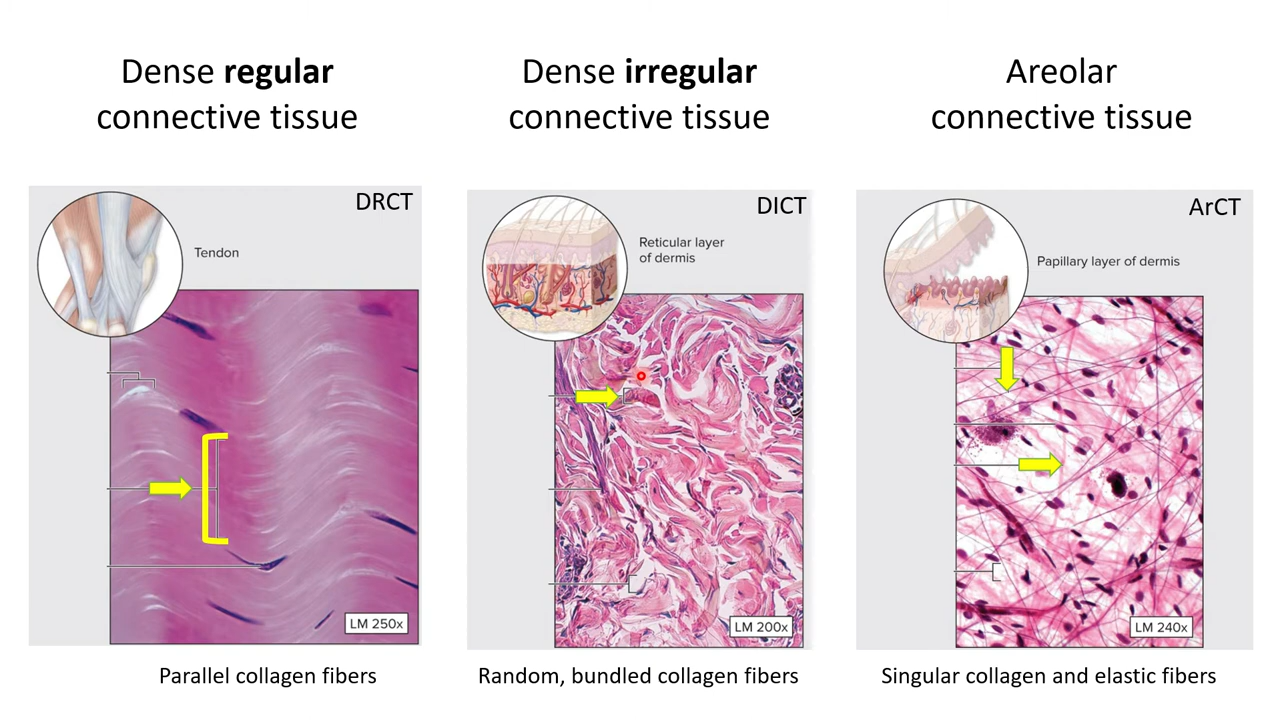 Dense regular
connective tissue
Dense irregular
connective tissue
Areolar
connective tissue
DRCT
Tendon
LM 250x
DICT
Reticular layer
of dermis
LM 200x
ArCT
Papillary layer of dermis
LM 240x
Parallel collagen fibers
Random, bundled collagen fibers
Singular collagen and elastic fibers